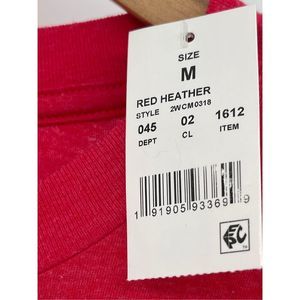 SIZE
M
RED HEATHER
STYLE 2WCM0318
045 02 1612
DEPT CL ITEM
1 91905 93369 9